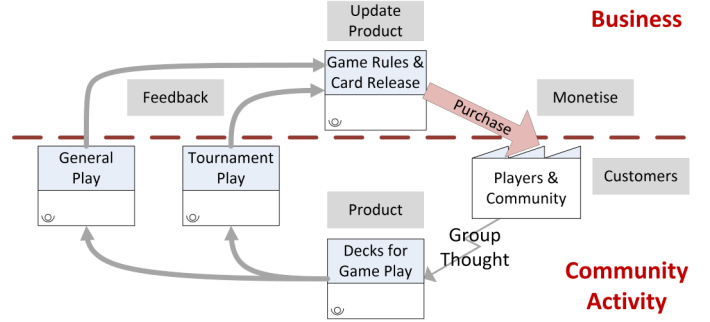 Update
Product
Business
Game Rules &
Card Release
Feedback
Purchase
Monetise
General
Play
Tournament
Play
Players &
Community
Customers
Product
Group
Thought
Decks for
Game Play
Community
Activity